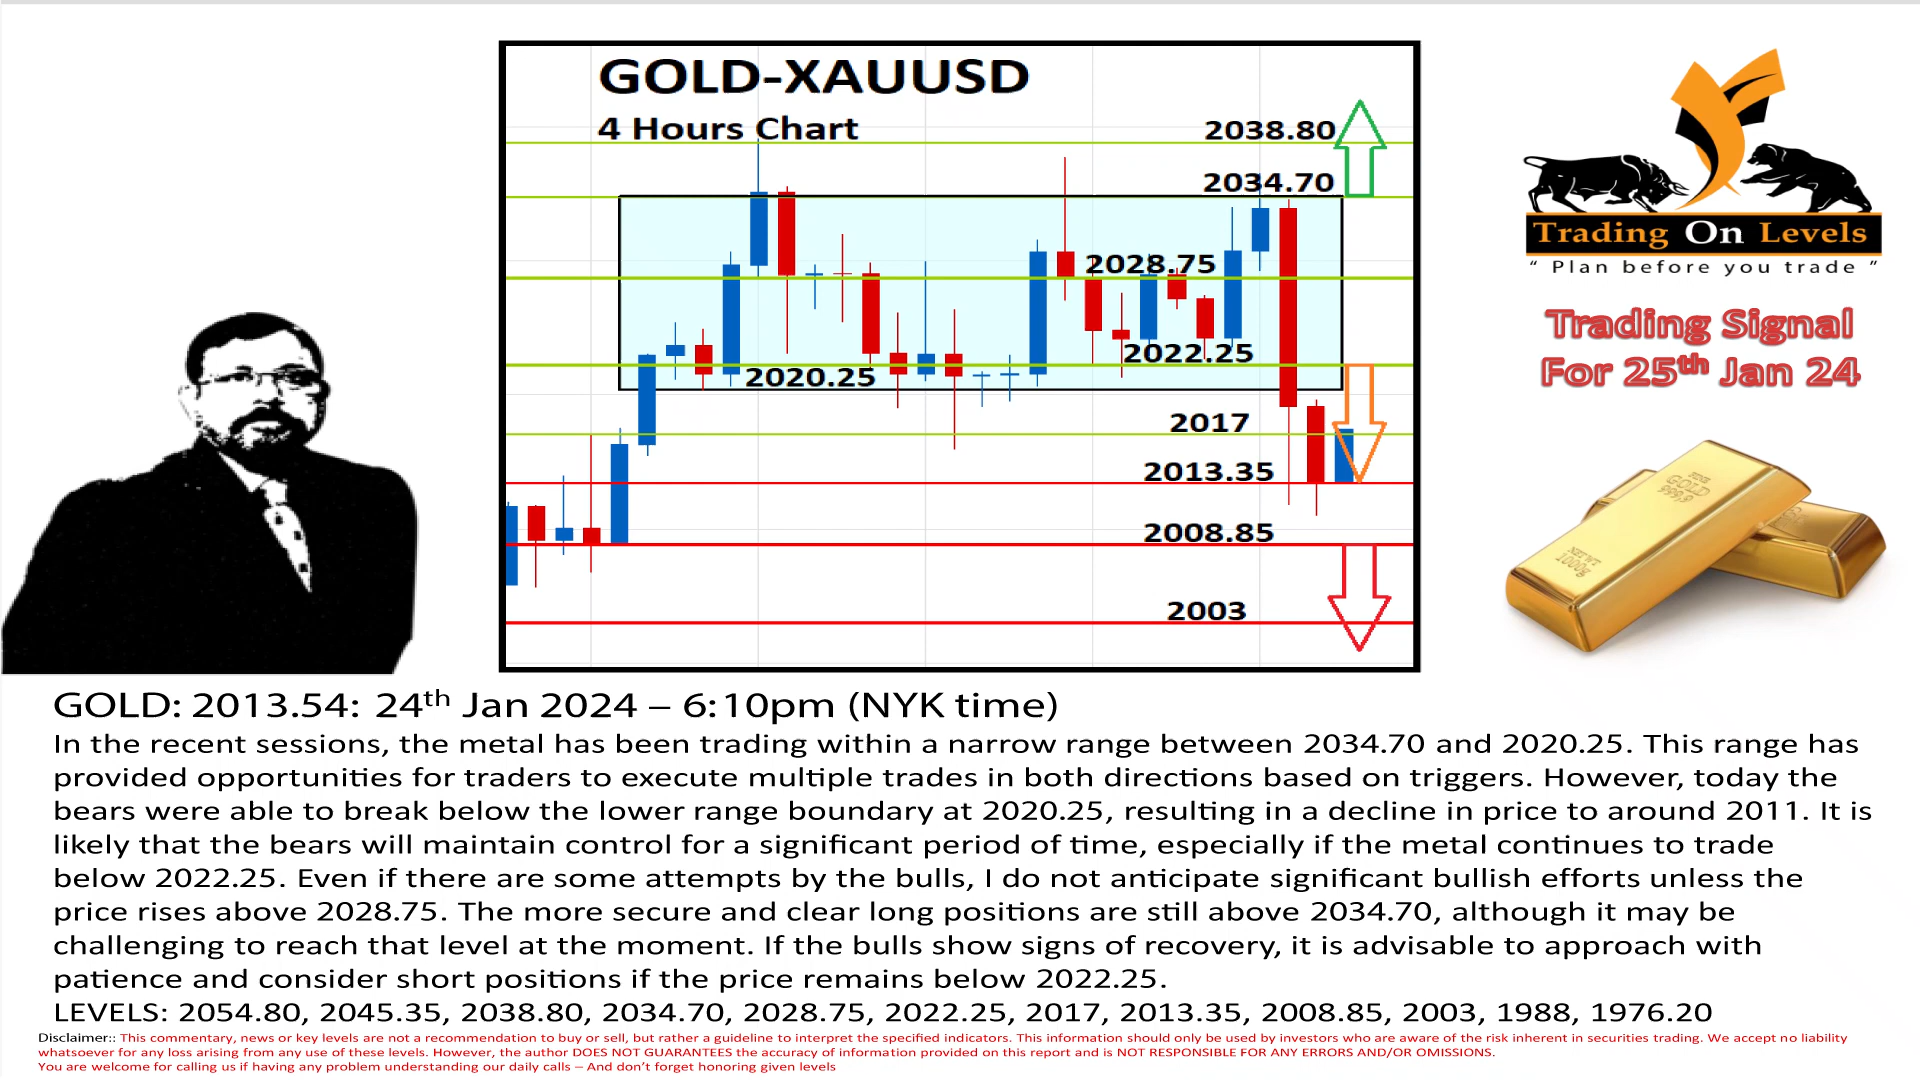 GOLD-XAUUSD
4 Hours Chart
2038.80
2034.70
2028.75
2022.25
2020.25
2017
2013.35
2008.85
2003
Trading On Levels
“ Plan before you trade ”
Trading Signal
For 25th Jan 24
GOLD
9999
1000g
GOLD: 2013.54: 24th Jan 2024 – 6:10pm (NYK time)
In the recent sessions, the metal has been trading within a narrow range between 2034.70 and 2020.25. This range has
provided opportunities for traders to execute multiple trades in both directions based on triggers. However, today the
bears were able to break below the lower range boundary at 2020.25, resulting in a decline in price to around 2011. It is
likely that the bears will maintain control for a significant period of time, especially if the metal continues to trade
below 2022.25. Even if there are some attempts by the bulls, I do not anticipate significant bullish efforts unless the
price rises above 2028.75. The more secure and clear long positions are still above 2034.70, although it may be
challenging to reach that level at the moment. If the bulls show signs of recovery, it is advisable to approach with
patience and consider short positions if the price remains below 2022.25.
LEVELS: 2054.80, 2045.35, 2038.80, 2034.70, 2028.75, 2022.25, 2017, 2013.35, 2008.85, 2003, 1988, 1976.20
Disclaimer:: This commentary, news or key levels are not a recommendation to buy or sell, but rather a guideline to interpret the specified indicators. This information should only be used by investors who are aware of the risk inherent in securities trading. We accept no liability
whatsoever for any loss arising from any use of these levels. However, the author DOES NOT GUARANTEES the accuracy of information provided on this report and is NOT RESPONSIBLE FOR ANY ERRORS AND/OR OMISSIONS.
You are welcome for calling us if having any problem understanding our daily calls – And don’t forget honoring given levels